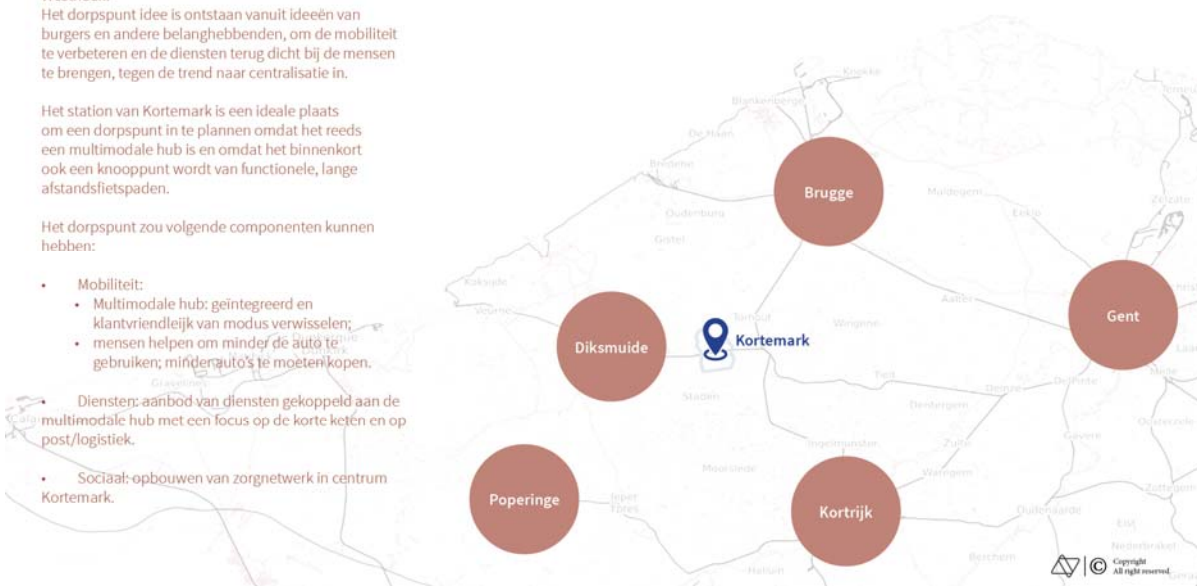 Het dorpspunt idee is ontstaan vanuit ideeën van
burgers en andere belanghebbenden, om de mobiliteit
te verbeteren en de diensten terug dicht bij de mensen
te brengen, tegen de trend naar centralisatie in.
Het station van Kortemark is een ideale plaats
om een dorpspunt in te plannen omdat het reeds
een multimodale hub is en omdat het binnenkort
ook een knooppunt wordt van functionele, lange
afstandsfietspaden.
Het dorpspunt zou volgende componenten kunnen
hebben:
• Mobiliteit:
• Multimodale hub: geïntegreerd en
klantvriendleijk van modus verwisselen;
• mensen helpen om minder de auto te
gebruiken; minder auto's te moeten kopen.
• Diensten: aanbod van diensten gekoppeld aan de
multimodale hub met een focus op de korte keten en op
post/logistiek.
• Sociaal: opbouwen van zorgnetwerk in centrum
Kortemark.
Knokke
Blankenberge
De Haan
Bredene
Brugge
Oudenburg
Maldegem
Eeklo
Zelzate
Gistel
Koksijde
Veurne
Aalter
Torhout
Wingene
Gent
Diksmuide
Kortemark
Dunkirk
Gravelines
Tielt
Deinze
De Pinte
Melle
Staden
Dentergem
Oosterzele
Ingelmunster
Zulte
Gavere
Moorslede
Waregem
Zottegem
Poperinge
Ieper
Ypres
Kortrijk
Oudenaarde
Nederbrakel
Berchem
Copyright
All right reserved.